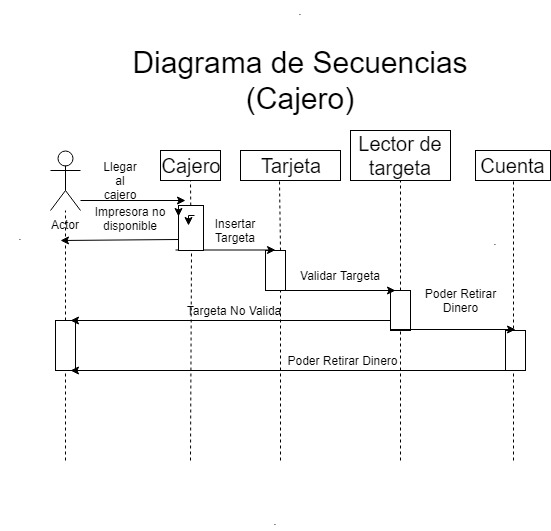 Diagrama de Secuencias
(Cajero)
Llegar
al
cajero
Cajero
Tarjeta
Lector de
targeta
Cuenta
Actor
Impresora no
disponible
Insertar
Targeta
Validar Targeta
Poder Retirar
Dinero
Targeta No Valida
Poder Retirar Dinero